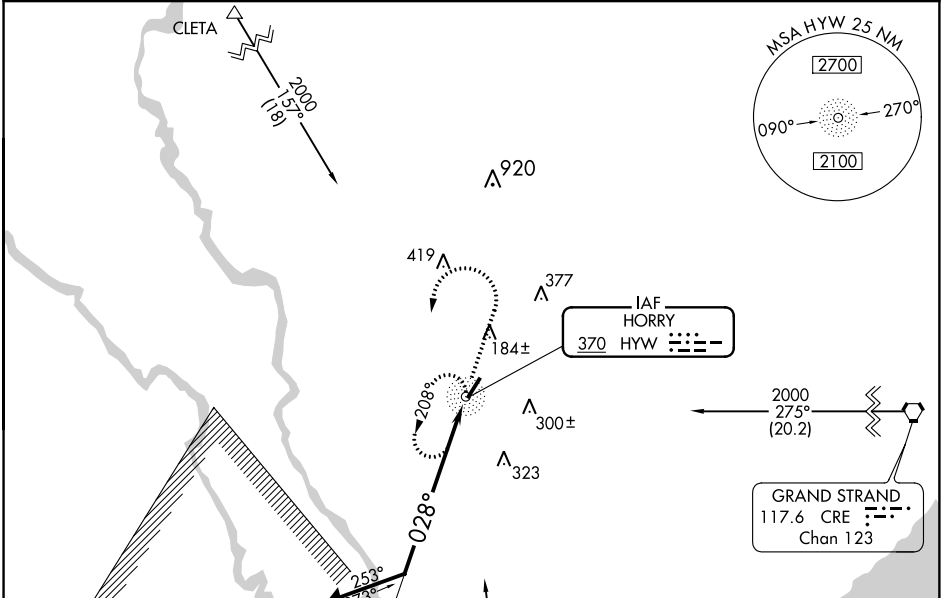 CLETA
2000
157°
(18)
MSA HYW 25 NM
2700
090°
270°
2100
920
419
377
IAF
HORRY
370 HYW
184±
208°
300±
323
028°
2000
275°
(20.2)
GRAND STRAND
117.6 CRE
Chan 123
253°